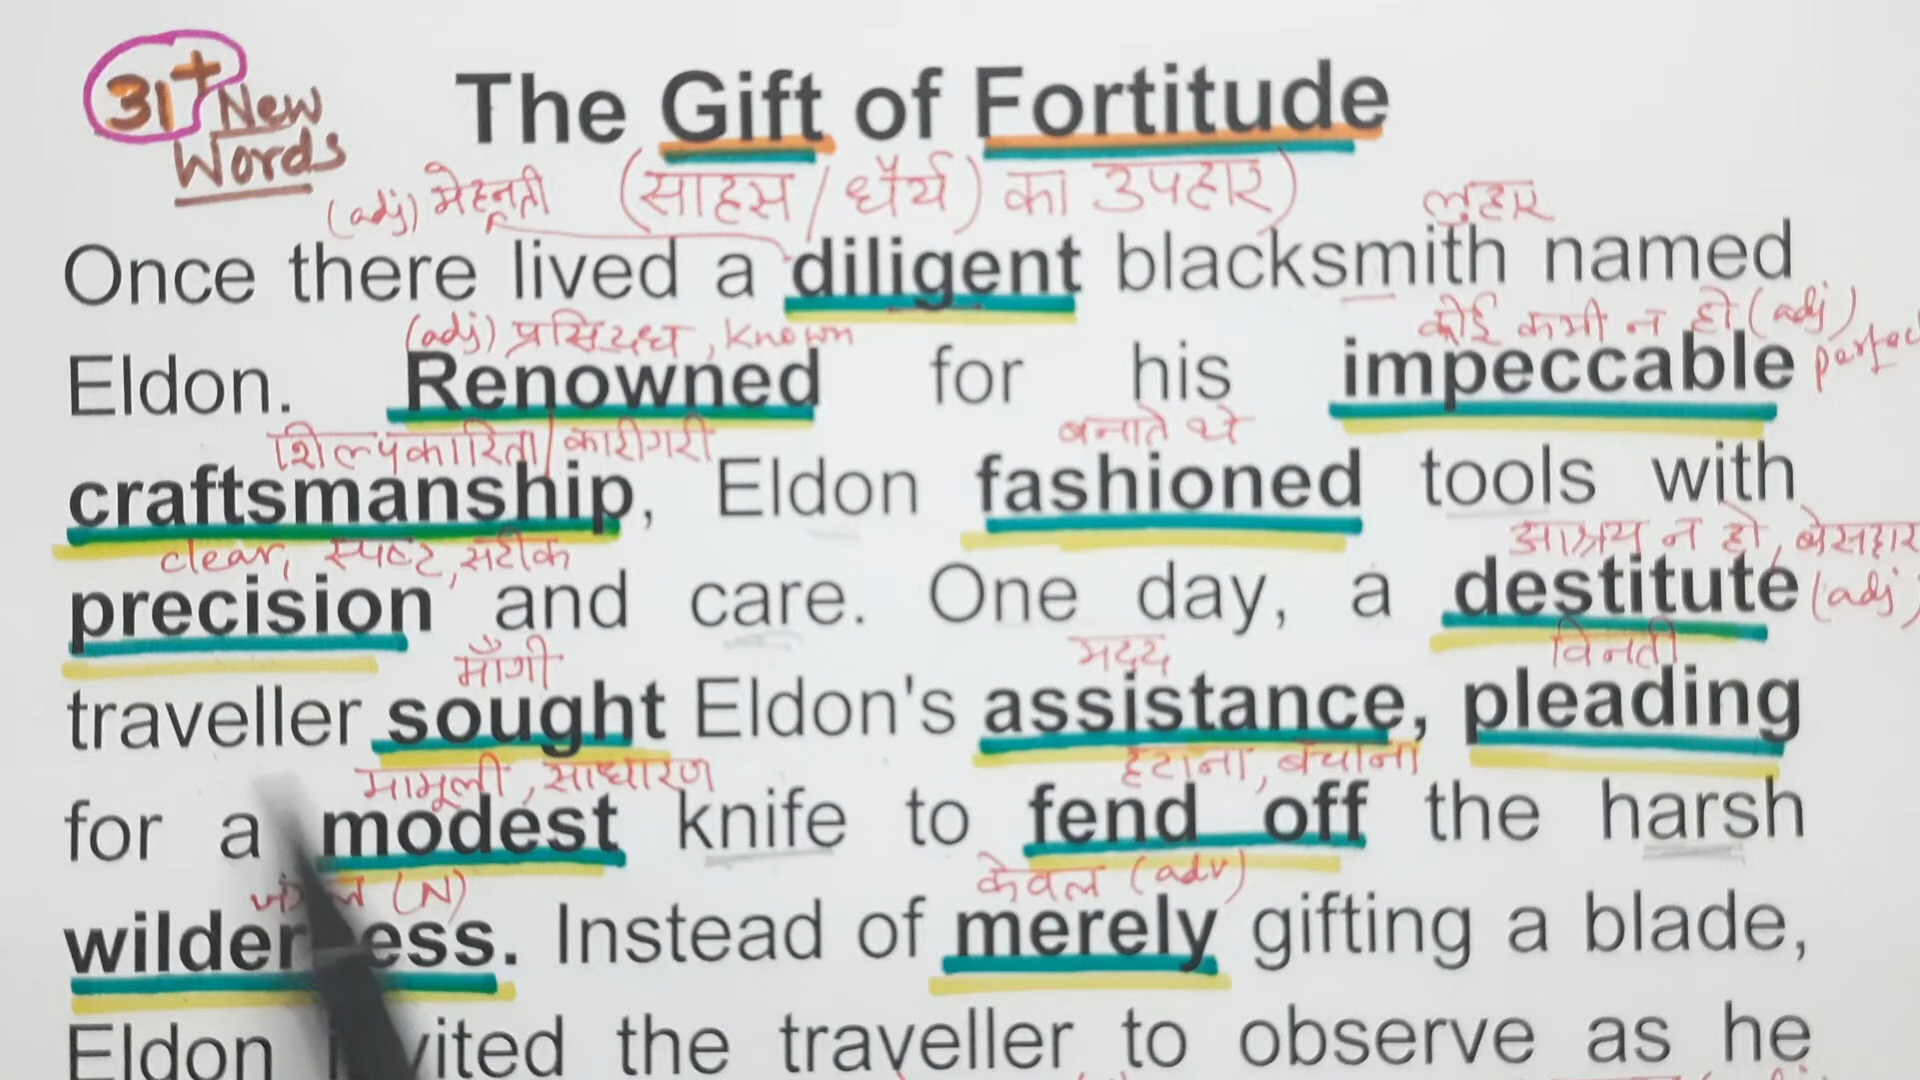 31+ New
Words
The Gift of Fortitude
(adj) मेहनती (साहस / धैर्य) का उपहार) लुहार
Once there lived a diligent blacksmith named
(adj) प्रसिध्ध, known कोई कमी न हो (adj)
Eldon. Renowned for his impeccable
शिल्पकारिता/कारीगरी बनाते थे
craftsmanship, Eldon fashioned tools with
clear, स्पष्ट, सटीक आश्रय न हो,
precision and care. One day, a destitute (adj)
माँगी मदद विनती
traveller sought Eldon's assistance, pleading
मामूली, साधारण हटाना, बचाना
for a modest knife to fend off the harsh
(N) केवल (adv)
wilderness. Instead of merely gifting a blade,
Eldon invited the traveller to observe as he